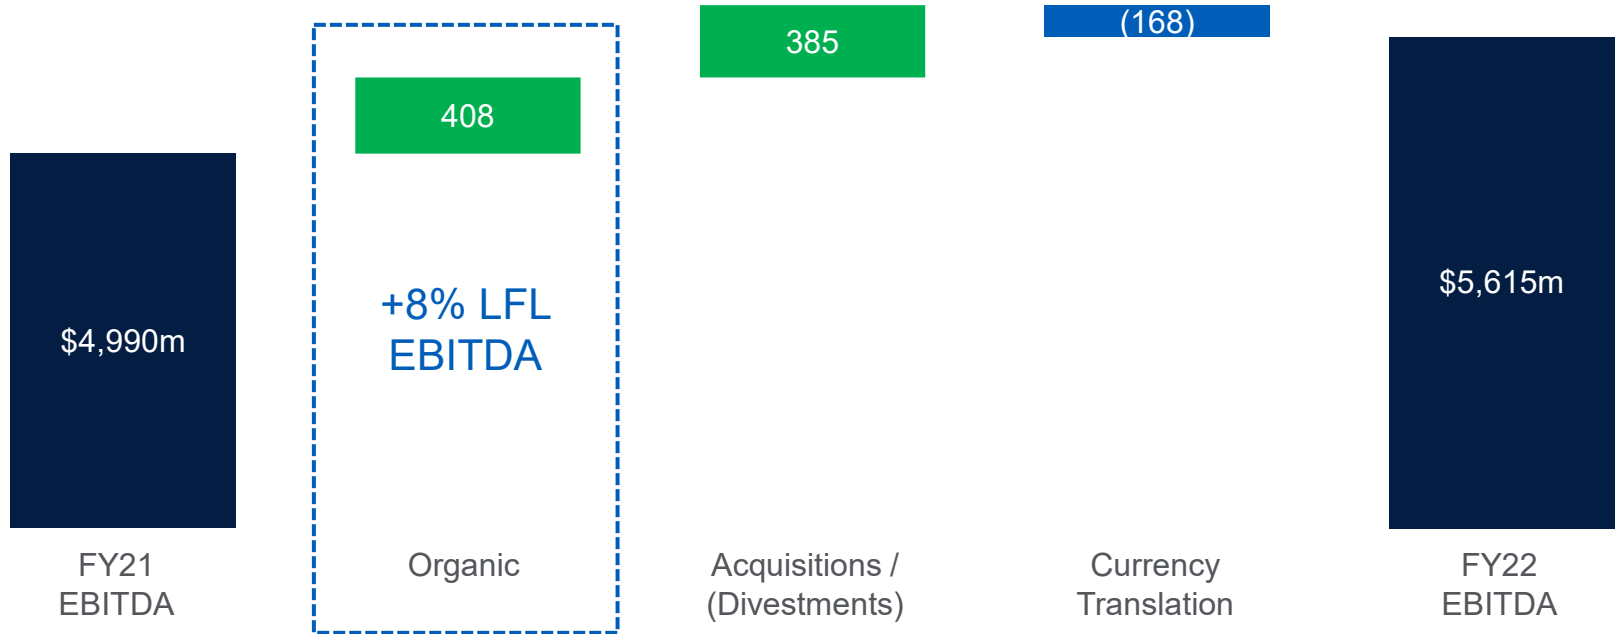 (168)
385
408
+8% LFL
EBITDA
$5,615m
$4,990m
FY21
EBITDA
Organic
Acquisitions /
(Divestments)
Currency
Translation
FY22
EBITDA